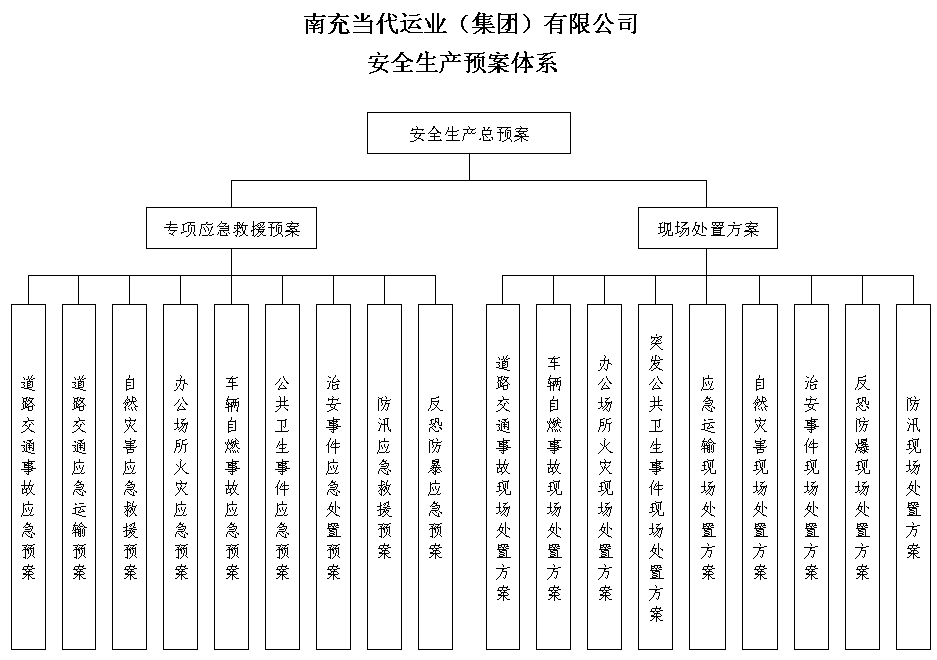 南充当代运业（集团）有限公司
安全生产预案体系
安全生产总预案
专项应急救援预案
现场处置方案
道路交通事故应急预案
道路交通应急运输预案
自然灾害应急救援预案
办公场所火灾应急预案
车辆自燃事故应急预案
公共卫生事件应急预案
治安事件应急处置预案
防汛应急救援预案
反恐防暴应急预案
道路交通事故现场处置方案
车辆自燃事故现场处置方案
办公场所火灾现场处置方案
突发公共卫生事件现场处置方案
应急运输现场处置方案
自然灾害现场处置方案
治安事件现场处置方案
反恐防爆现场处置方案
防汛现场处置方案